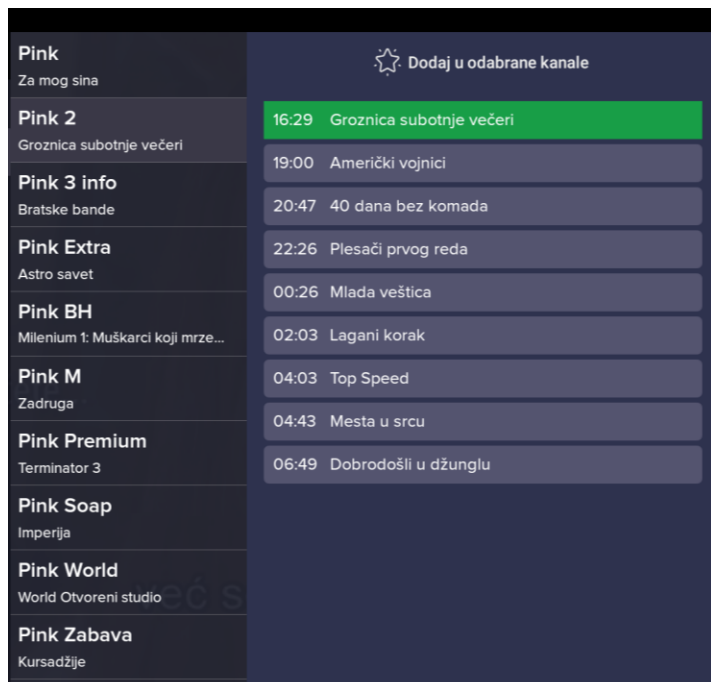 Pink
Za mog sina
Pink 2
Groznica subotnje večeri
Pink 3 info
Bratske bande
Pink Extra
Astro savet
Pink BH
Milenium 1: Muškarci koji mrze...
Pink M
Zadruga
Pink Premium
Terminator 3
Pink Soap
Imperija
Pink World
World Otvoreni studio
Pink Zabava
Kursadžije
Dodaj u odabrane kanale
16:29 Groznica subotnje večeri
19:00 Američki vojnici
20:47 40 dana bez komada
22:26 Plesači prvog reda
00:26 Mlada veštica
02:03 Lagani korak
04:03 Top Speed
04:43 Mesta u srcu
06:49 Dobrodošli u džunglu
već s